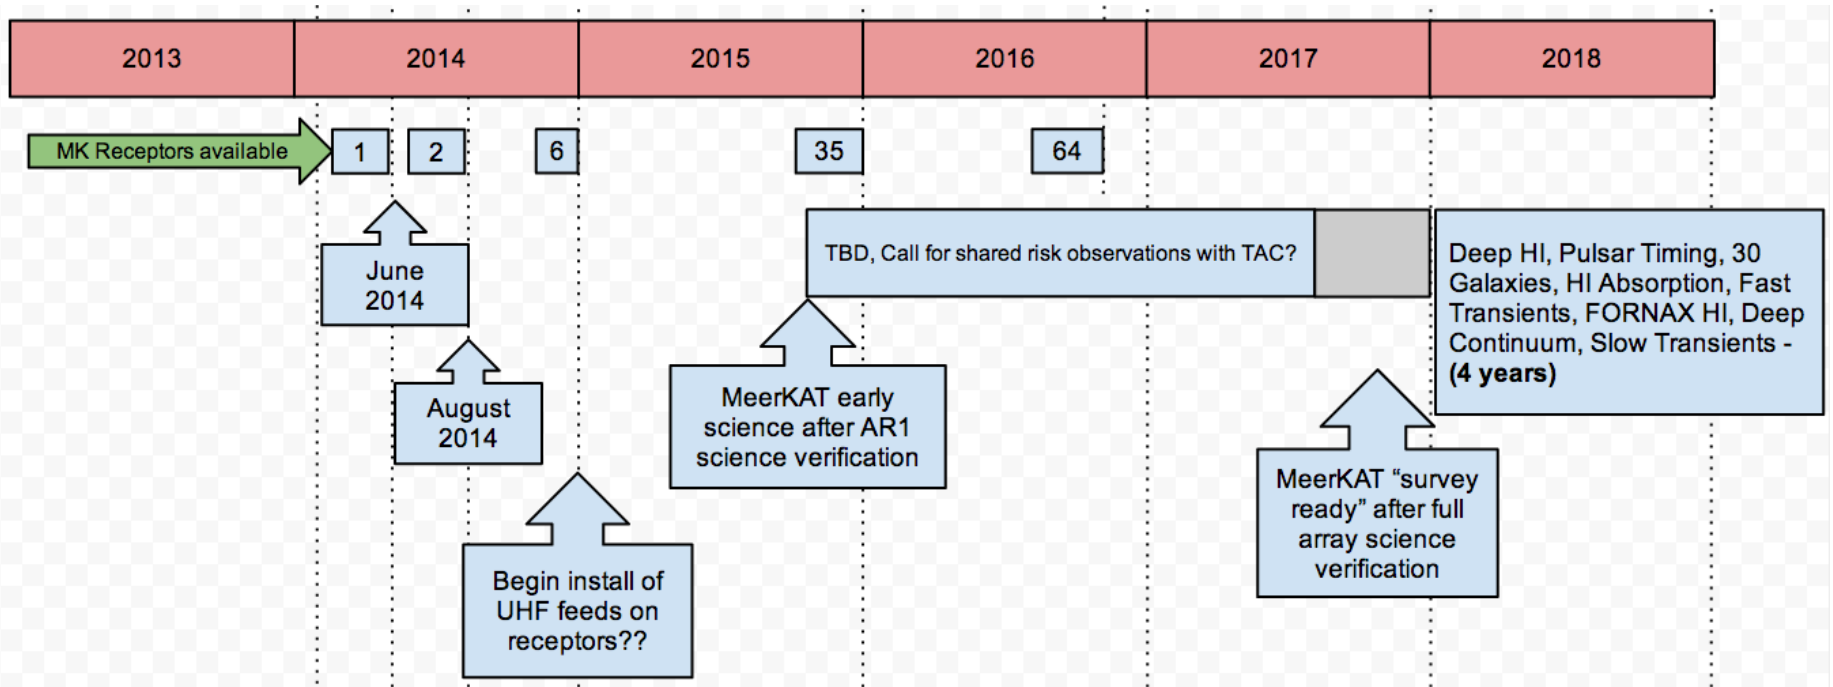 2013
2014
2015
2016
2017
2018
MK Receptors available
1
2
6
35
64
June
2014
August
2014
Begin install of
UHF feeds on
receptors??
TBD, Call for shared risk observations with TAC?
MeerKAT early
science after AR1
science verification
Deep HI, Pulsar Timing, 30
Galaxies, HI Absorption, Fast
Transients, FORNAX HI, Deep
Continuum, Slow Transients -
(4 years)
MeerKAT “survey
ready” after full
array science
verification